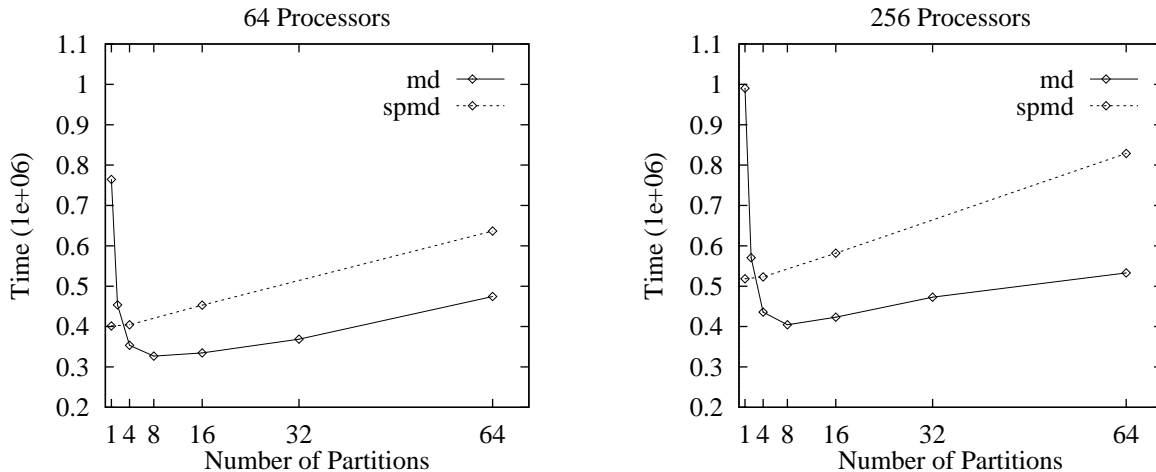 64 Processors
1.1
1
0.9
0.8
0.7
0.6
0.5
0.4
0.3
0.2
Time (1e+06)
md
spmd
1 4 8 16 32 64
Number of Partitions
256 Processors
1.1
1
0.9
0.8
0.7
0.6
0.5
0.4
0.3
0.2
Time (1e+06)
md
spmd
1 4 8 16 32 64
Number of Partitions